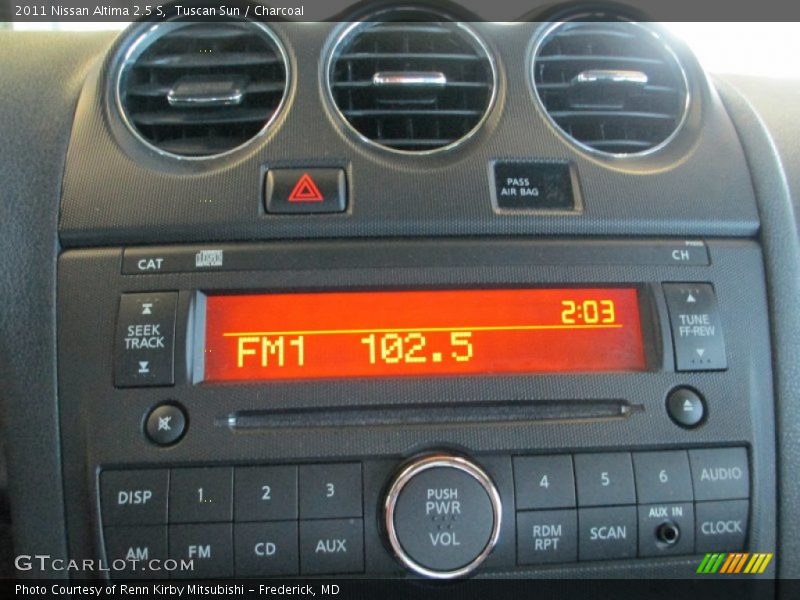 2011 Nissan Altima 2.5 S, Tuscan Sun / Charcoal
PASS
AIR BAG
CAT
CH
SEEK
TRACK
2:03
FM1 102.5
TUNE
FF-REW
DISP
1
2
3
PUSH
PWR
VOL
4
5
6
AUDIO
AM
FM
CD
AUX
RDM
RPT
SCAN
AUX IN
CLOCK
GTCARLOT.COM
Photo Courtesy of Renn Kirby Mitsubishi – Frederick, MD